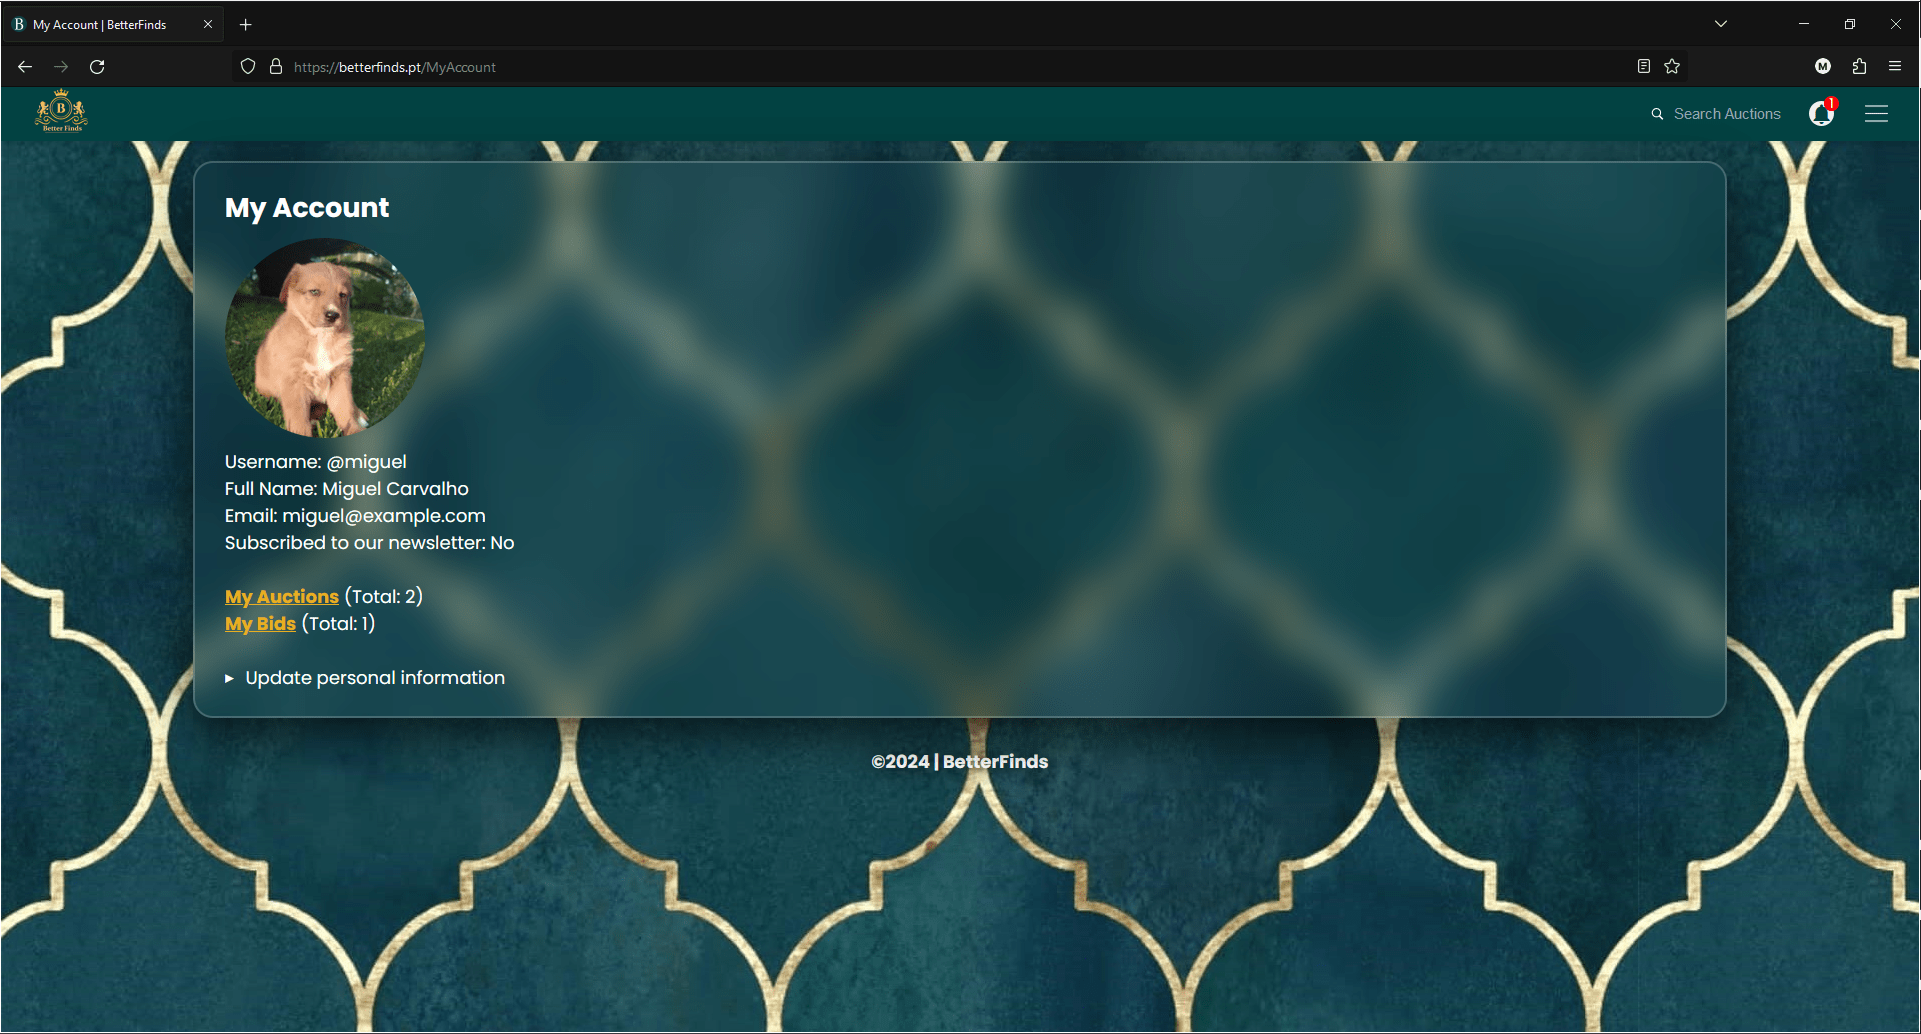 B My Account | BetterFinds
https://betterfinds.pt/MyAccount
M
B
Better Finds
Search Auctions
1
My Account
Username: @miguel
Full Name: Miguel Carvalho
Email: miguel@example.com
Subscribed to our newsletter: No
My Auctions (Total: 2)
My Bids (Total: 1)
Update personal information
©2024 | BetterFinds